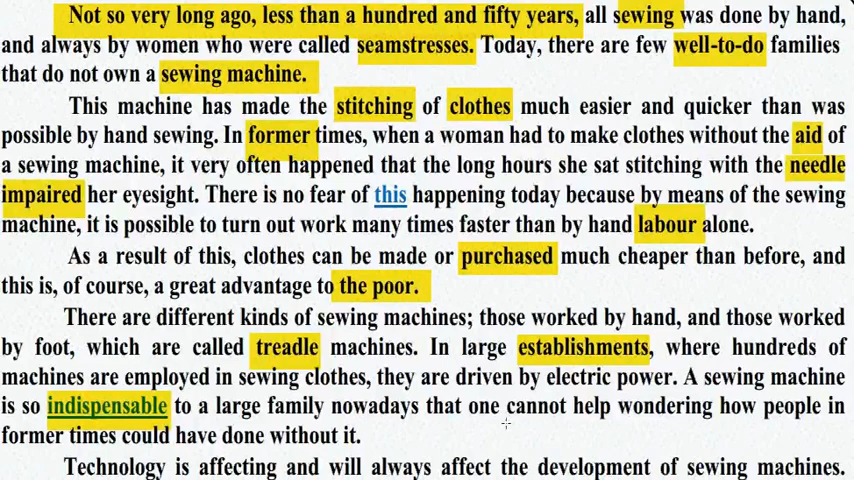 Not so very long ago, less than a hundred and fifty years, all sewing was done by hand,
and always by women who were called seamstresses. Today, there are few well-to-do families
that do not own a sewing machine.
This machine has made the stitching of clothes much easier and quicker than was
possible by hand sewing. In former times, when a woman had to make clothes without the aid of
a sewing machine, it very often happened that the long hours she sat stitching with the needle
impaired her eyesight. There is no fear of this happening today because by means of the sewing
machine, it is possible to turn out work many times faster than by hand labour alone.
As a result of this, clothes can be made or purchased much cheaper than before, and
this is, of course, a great advantage to the poor.
There are different kinds of sewing machines; those worked by hand, and those worked
by foot, which are called treadle machines. In large establishments, where hundreds of
machines are employed in sewing clothes, they are driven by electric power. A sewing machine
is so indispensable to a large family nowadays that one cannot help wondering how people in
former times could have done without it.
Technology is affecting and will always affect the development of sewing machines.